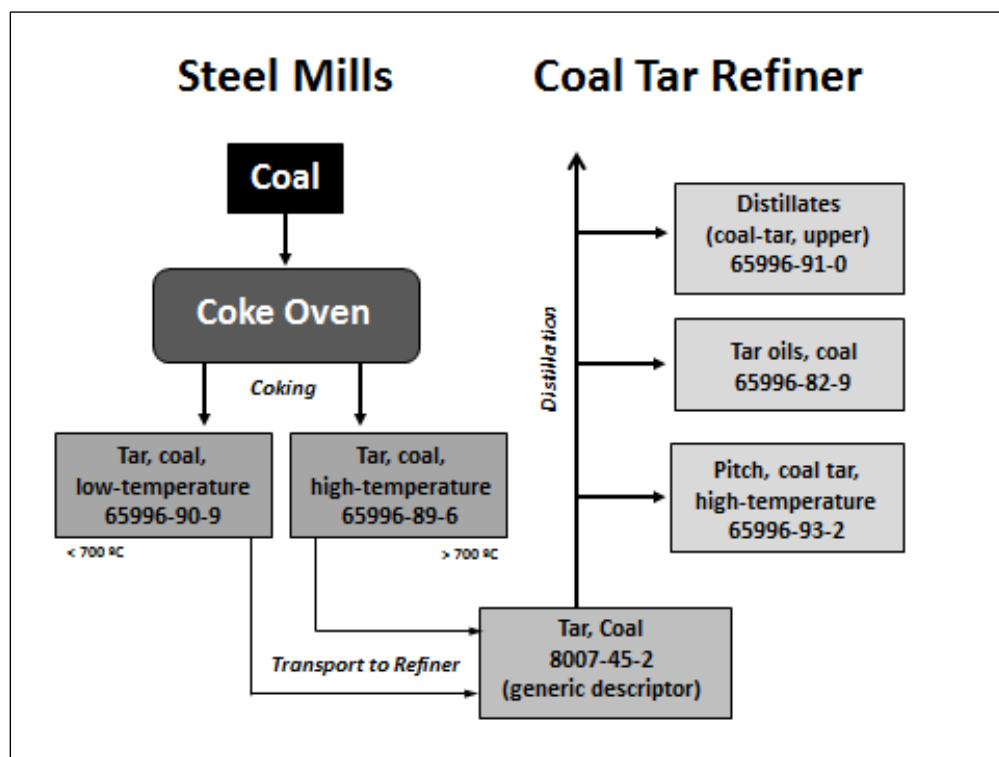 Steel Mills
Coal Tar Refiner
Coal
Coke Oven
Coking
Tar, coal,
low-temperature
65996-90-9
< 700 ºC
Tar, coal,
high-temperature
65996-89-6
> 700 ºC
Transport to Refiner
Tar, Coal
8007-45-2
(generic descriptor)
Distillation
Distillates
(coal-tar, upper)
65996-91-0
Tar oils, coal
65996-82-9
Pitch, coal tar,
high-temperature
65996-93-2